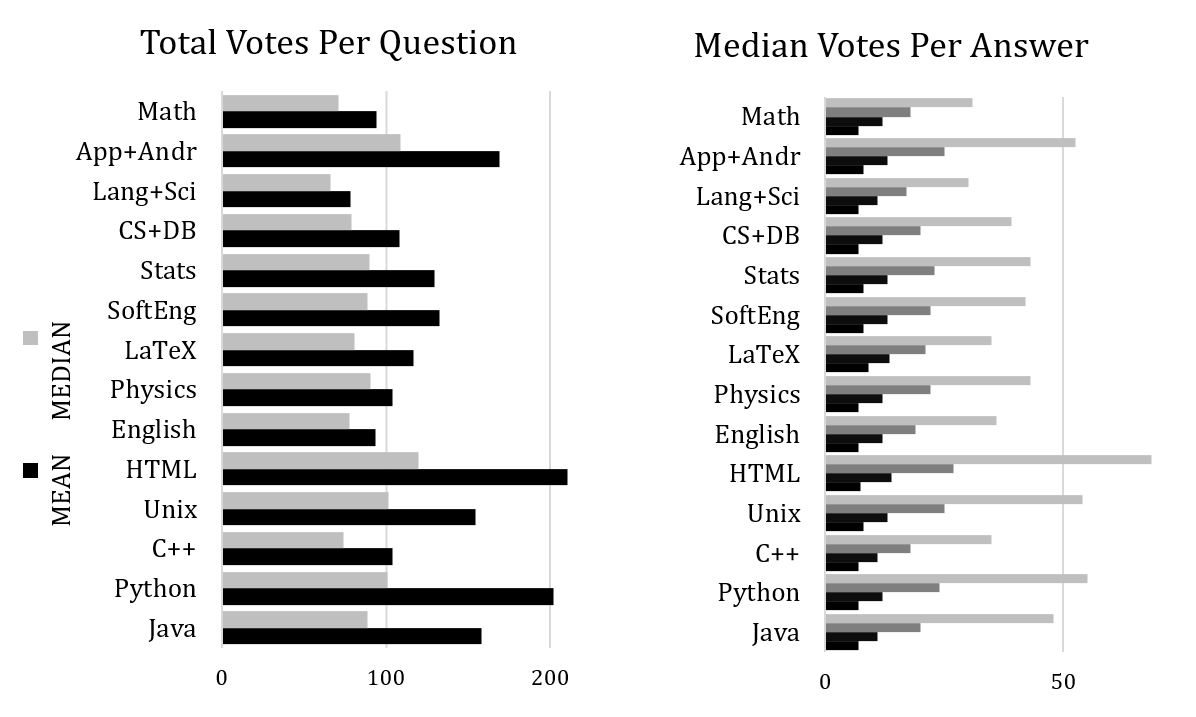 Total Votes Per Question
Math
App+Andr
Lang+Sci
CS+DB
Stats
SoftEng
LaTeX
Physics
English
HTML
Unix
C++
Python
Java
0
100
200
MEDIAN
MEAN
Median Votes Per Answer
Math
App+Andr
Lang+Sci
CS+DB
Stats
SoftEng
LaTeX
Physics
English
HTML
Unix
C++
Python
Java
0
50